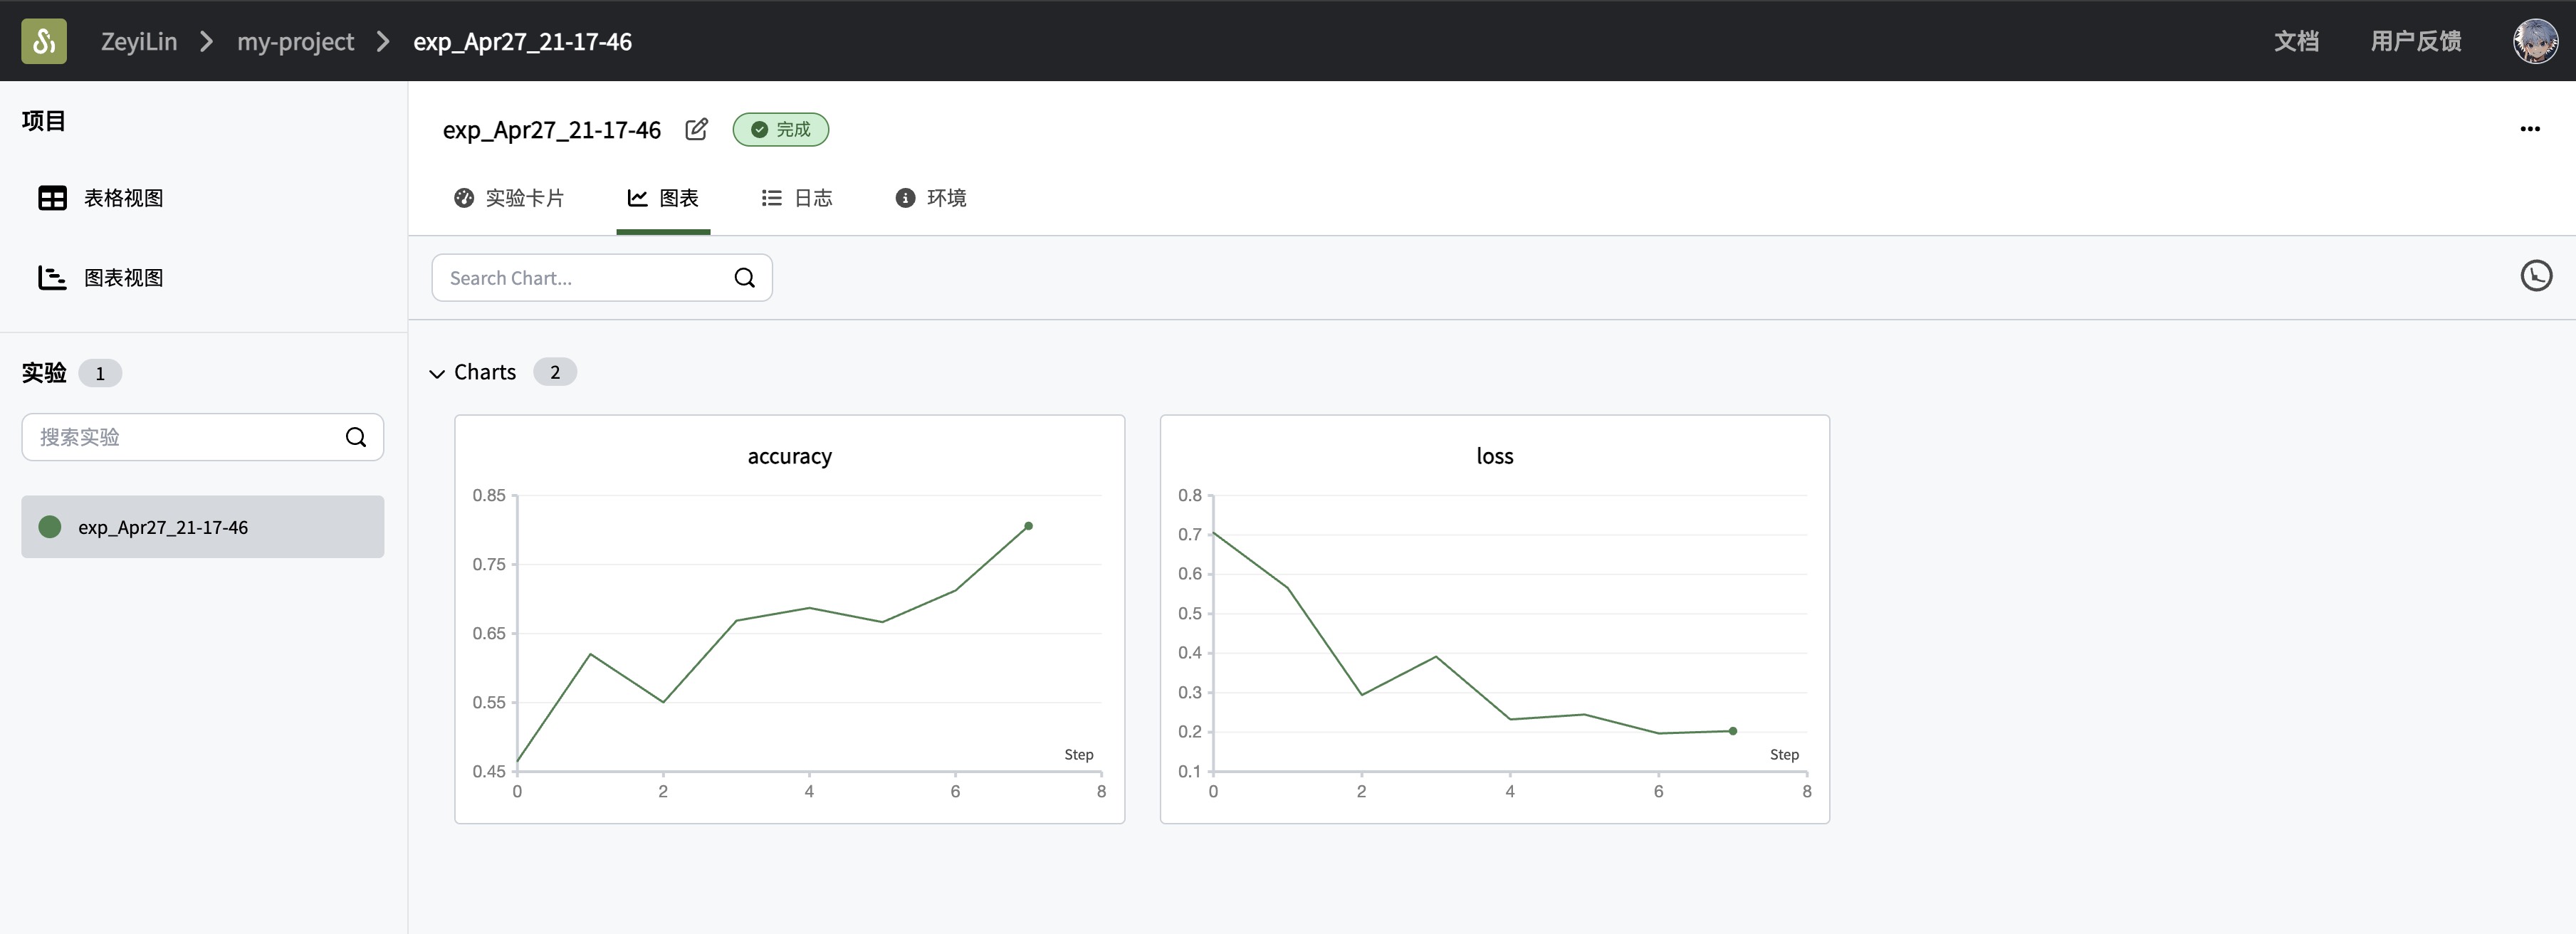 ZeyiLin my-project exp_Apr27_21-17-46 文档 用户反馈
项目
表格视图
图表视图
实验 1
搜索实验
exp_Apr27_21-17-46
exp_Apr27_21-17-46 完成
实验卡片 图表 日志 环境
Search Chart...
Charts 2
accuracy
0.85
0.75
0.65
0.55
0.45
Step
0 2 4 6 8
loss
0.8
0.7
0.6
0.5
0.4
0.3
0.2
0.1
Step
0 2 4 6 8